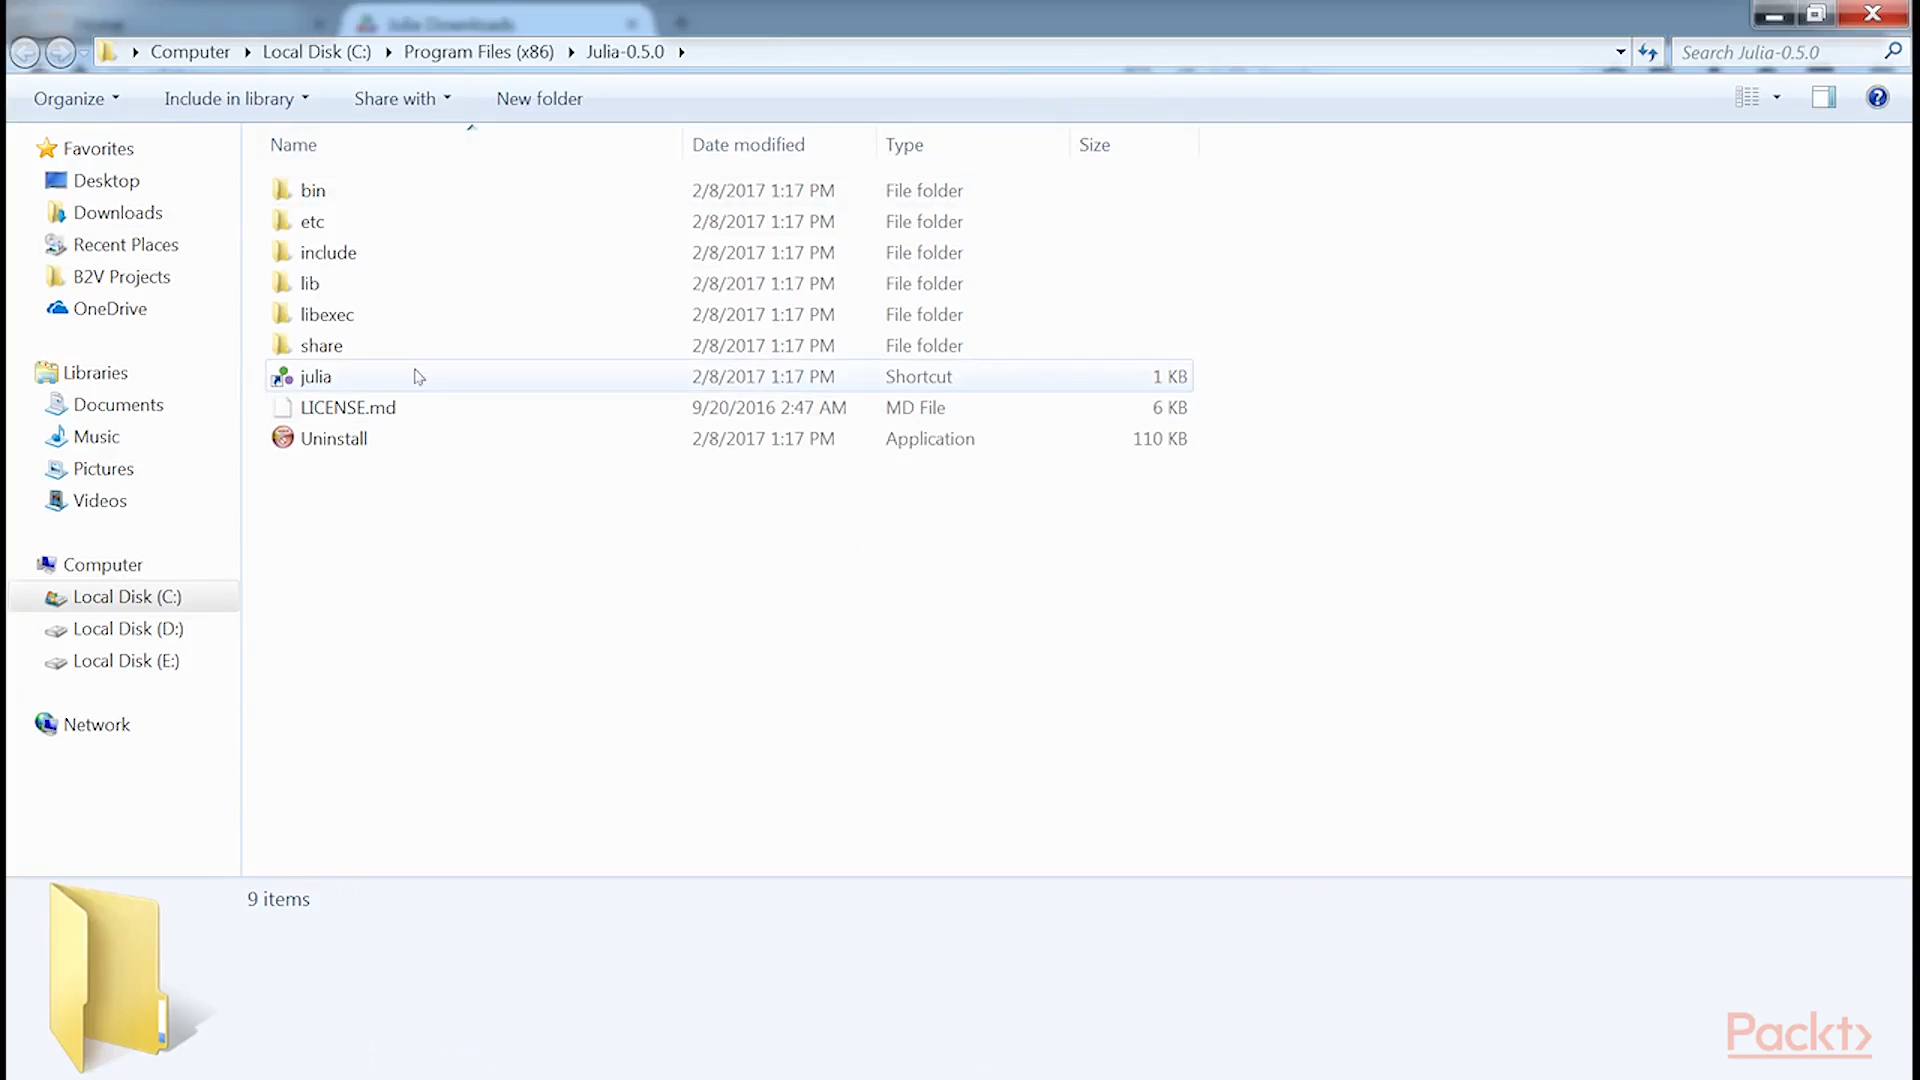 Julia Downloads
Computer Local Disk (C:) Program Files (x86) Julia-0.5.0
Search Julia-0.5.0
Organize Include in library Share with New folder
Name Date modified Type Size
Favorites
Desktop
Downloads
Recent Places
B2V Projects
OneDrive
Libraries
Documents
Music
Pictures
Videos
Computer
Local Disk (C:)
Local Disk (D:)
Local Disk (E:)
Network
bin 2/8/2017 1:17 PM File folder
etc 2/8/2017 1:17 PM File folder
include 2/8/2017 1:17 PM File folder
lib 2/8/2017 1:17 PM File folder
libexec 2/8/2017 1:17 PM File folder
share 2/8/2017 1:17 PM File folder
julia 2/8/2017 1:17 PM Shortcut 1 KB
LICENSE.md 9/20/2016 2:47 AM MD File 6 KB
Uninstall 2/8/2017 1:17 PM Application 110 KB
9 items
Packt>